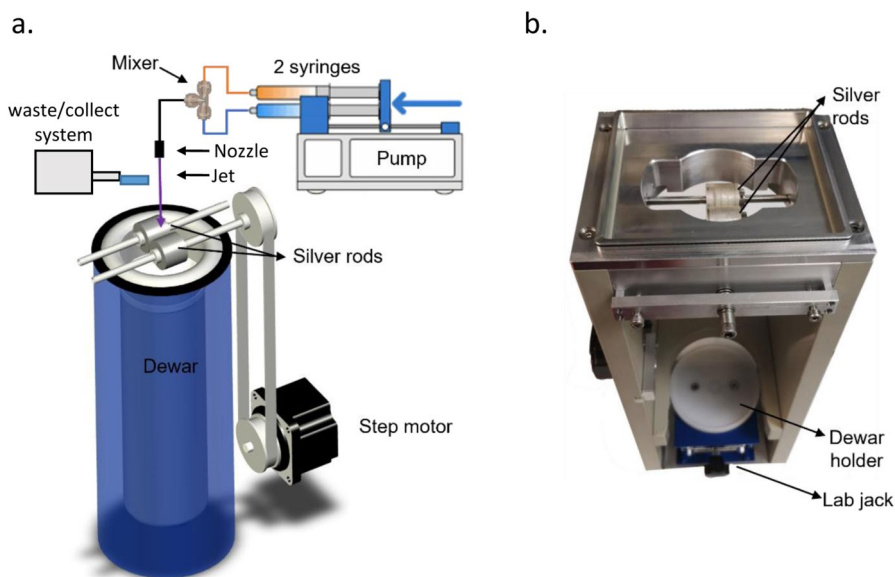 a.
Mixer
2 syringes
waste/collect
system
Nozzle
Pump
Jet
Silver rods
Dewar
Step motor
b.
Silver
rods
Dewar
holder
Lab jack